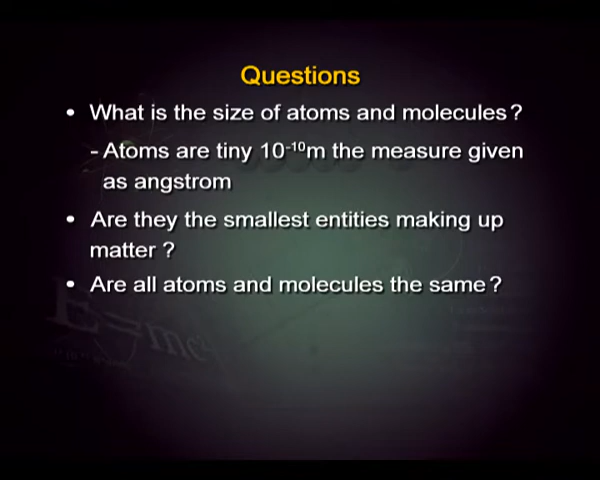 Questions
• What is the size of atoms and molecules?
- Atoms are tiny 10⁻¹⁰m the measure given
as angstrom
• Are they the smallest entities making up
matter ?
• Are all atoms and molecules the same?
E=mc²